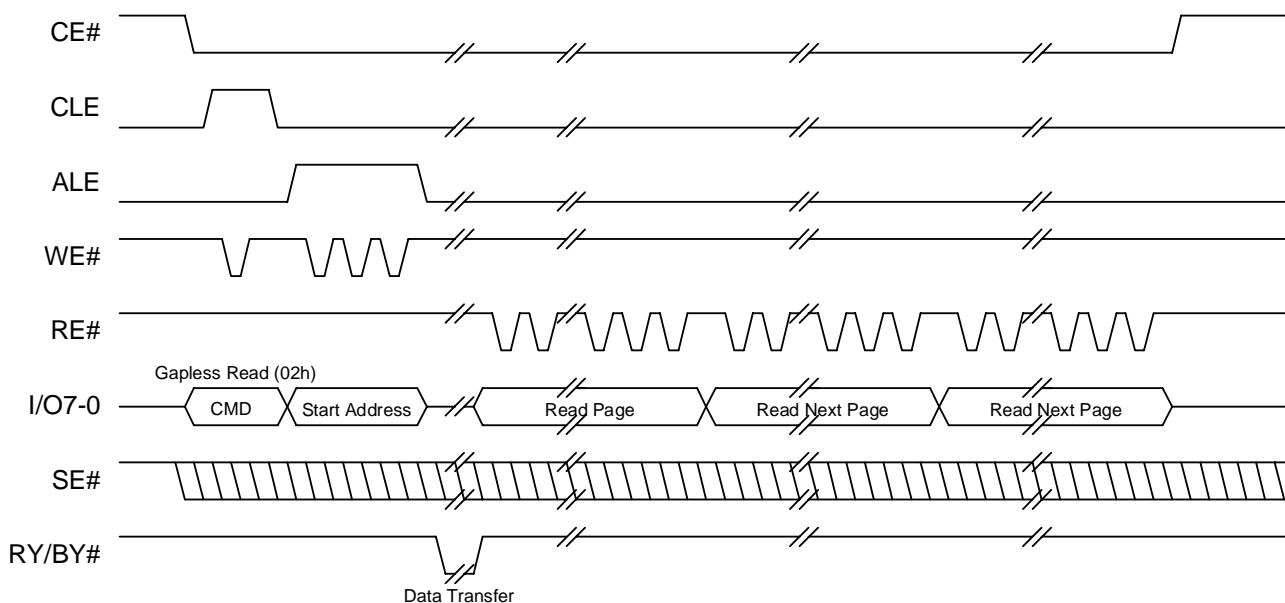 CE#
CLE
ALE
WE#
RE#
Gapless Read (02h)
I/O7-0
CMD
Start Address
Read Page
Read Next Page
Read Next Page
SE#
RY/BY#
Data Transfer